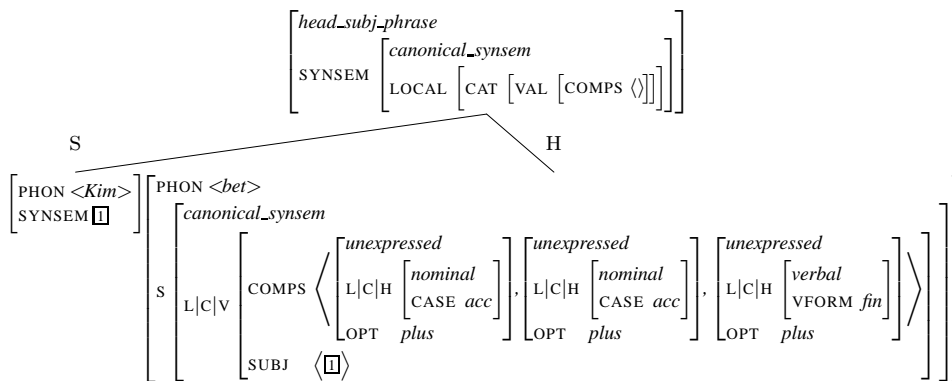 head_subj_phrase
canonical_synsem
SYNSEM
LOCAL [CAT [VAL [COMPS ⟨⟩]]]
S H
PHON <Kim> PHON <bet>
SYNSEM 1 canonical_synsem
unexpressed unexpressed unexpressed
COMPS ⟨ L|C|H [nominal , L|C|H [nominal , L|C|H [verbal ⟩
S L|C|V CASE acc] CASE acc] VFORM fin]
OPT plus OPT plus OPT plus
SUBJ ⟨1⟩